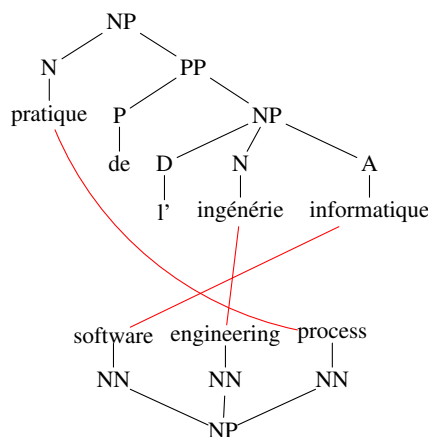 NP
N PP
pratique P NP
de D N A
l' ingénérie informatique
software engineering process
NN NN NN
NP